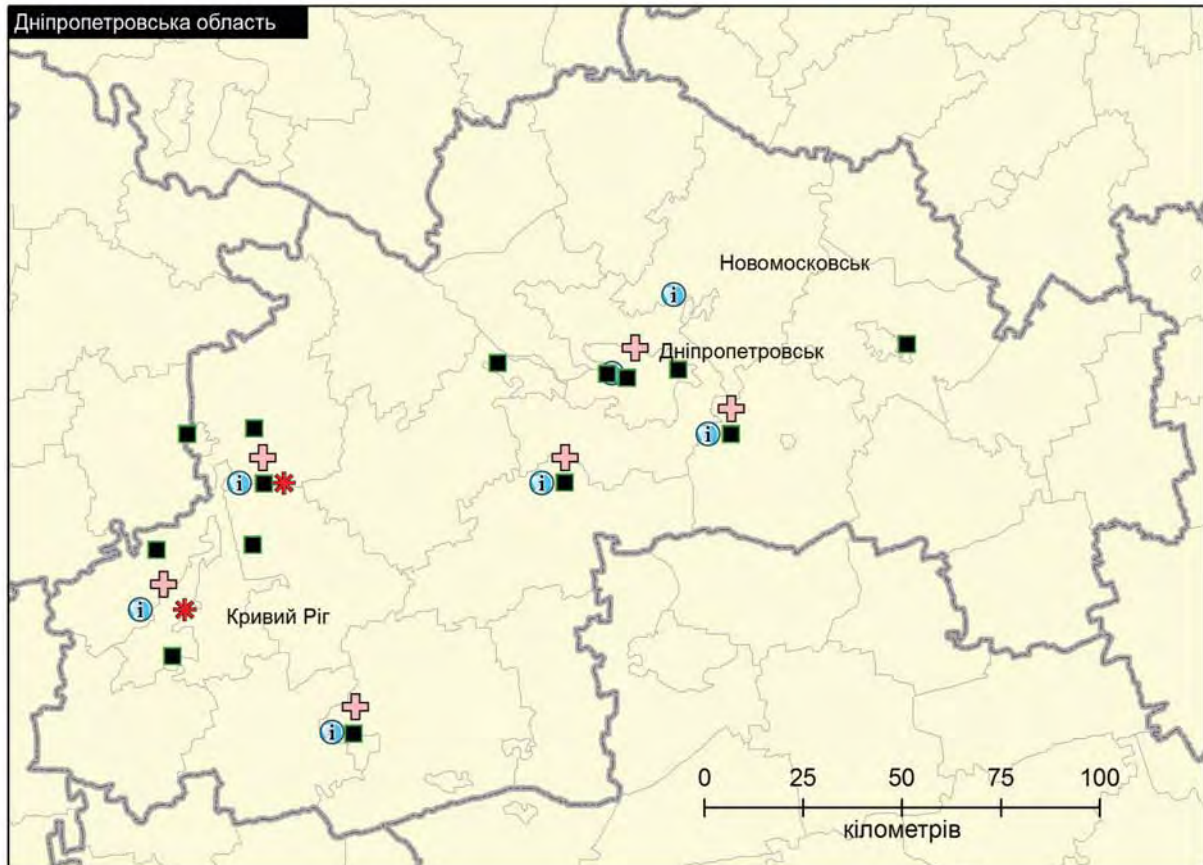 Дніпропетровська область
Новомосковськ
i
Дніпропетровськ
i
i
i
i
Кривий Ріг
i
0 25 50 75 100
кілометрів